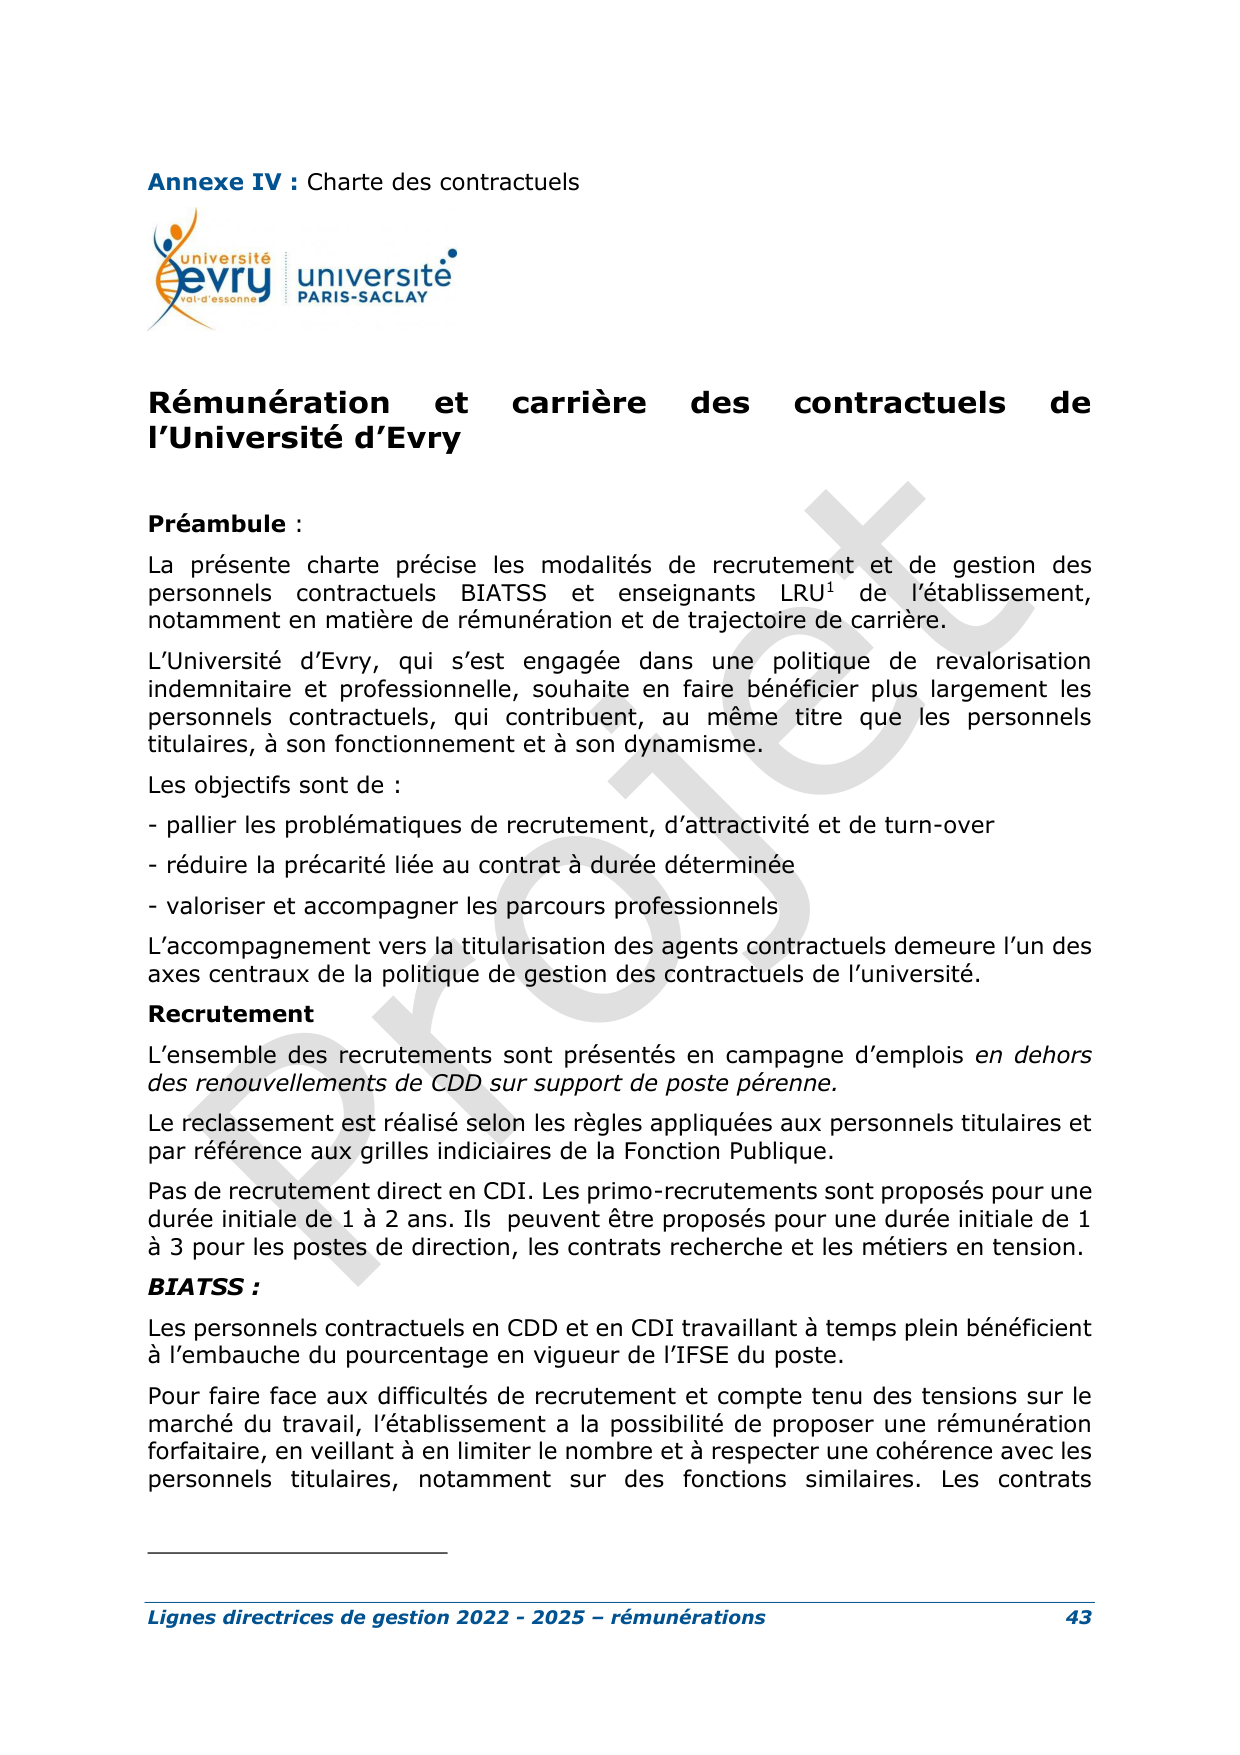 Annexe IV : Charte des contractuels
université
evry
val-d'essonne
université
PARIS-SACLAY
Rémunération et carrière des contractuels de
l’Université d’Evry
Préambule :
La présente charte précise les modalités de recrutement et de gestion des
personnels contractuels BIATSS et enseignants LRU1 de l’établissement,
notamment en matière de rémunération et de trajectoire de carrière.
L’Université d’Evry, qui s’est engagée dans une politique de revalorisation
indemnitaire et professionnelle, souhaite en faire bénéficier plus largement les
personnels contractuels, qui contribuent, au même titre que les personnels
titulaires, à son fonctionnement et à son dynamisme.
Les objectifs sont de :
- pallier les problématiques de recrutement, d’attractivité et de turn-over
- réduire la précarité liée au contrat à durée déterminée
- valoriser et accompagner les parcours professionnels
L’accompagnement vers la titularisation des agents contractuels demeure l’un des
axes centraux de la politique de gestion des contractuels de l’université.
Recrutement
L’ensemble des recrutements sont présentés en campagne d’emplois en dehors
des renouvellements de CDD sur support de poste pérenne.
Le reclassement est réalisé selon les règles appliquées aux personnels titulaires et
par référence aux grilles indiciaires de la Fonction Publique.
Pas de recrutement direct en CDI. Les primo-recrutements sont proposés pour une
durée initiale de 1 à 2 ans. Ils  peuvent être proposés pour une durée initiale de 1
à 3 pour les postes de direction, les contrats recherche et les métiers en tension.
BIATSS :
Les personnels contractuels en CDD et en CDI travaillant à temps plein bénéficient
à l’embauche du pourcentage en vigueur de l’IFSE du poste.
Pour faire face aux difficultés de recrutement et compte tenu des tensions sur le
marché du travail, l’établissement a la possibilité de proposer une rémunération
forfaitaire, en veillant à en limiter le nombre et à respecter une cohérence avec les
personnels titulaires, notamment sur des fonctions similaires. Les contrats
Projet
Lignes directrices de gestion 2022 - 2025 – rémunérations 43